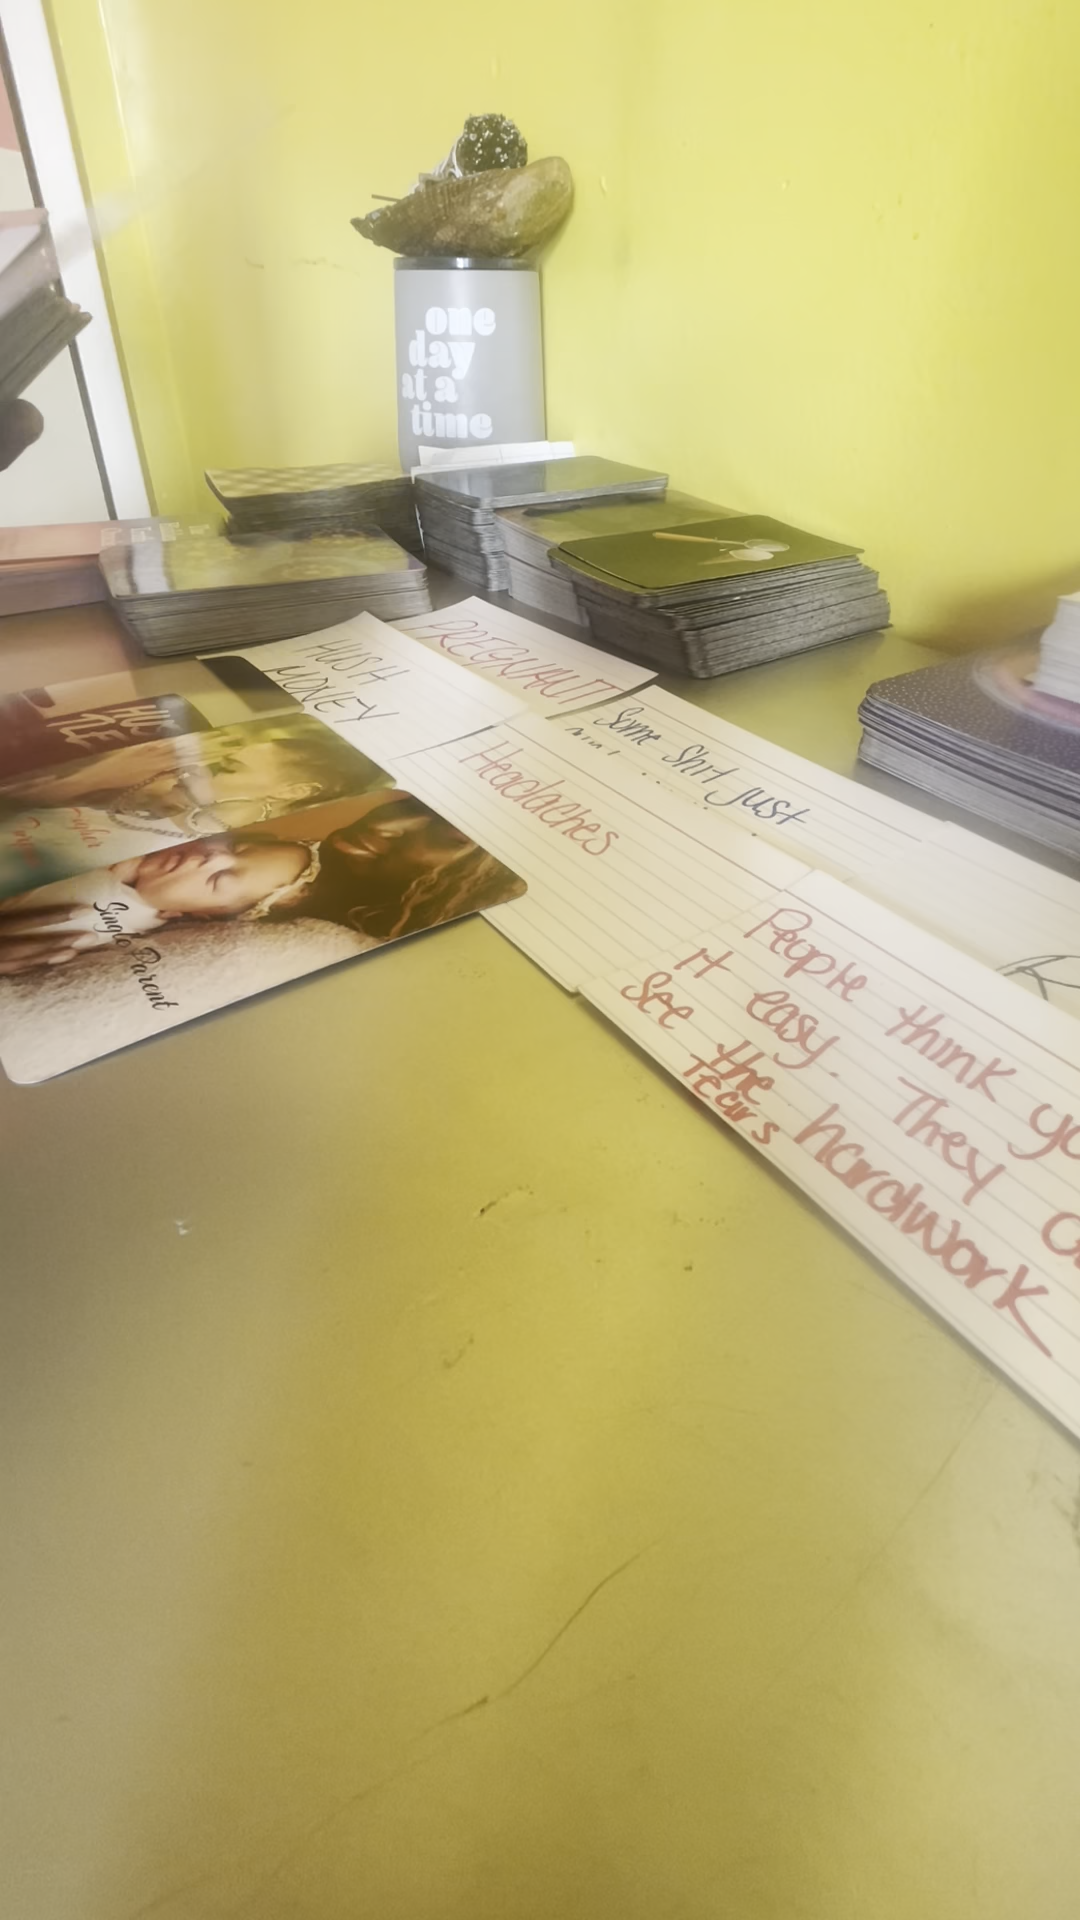 one
day
at a
time
HUSH
MONEY
PREGNANT
Some Shit just
Headaches
Single Parent
People think yo
It easy. They
See the hardwork
Tears